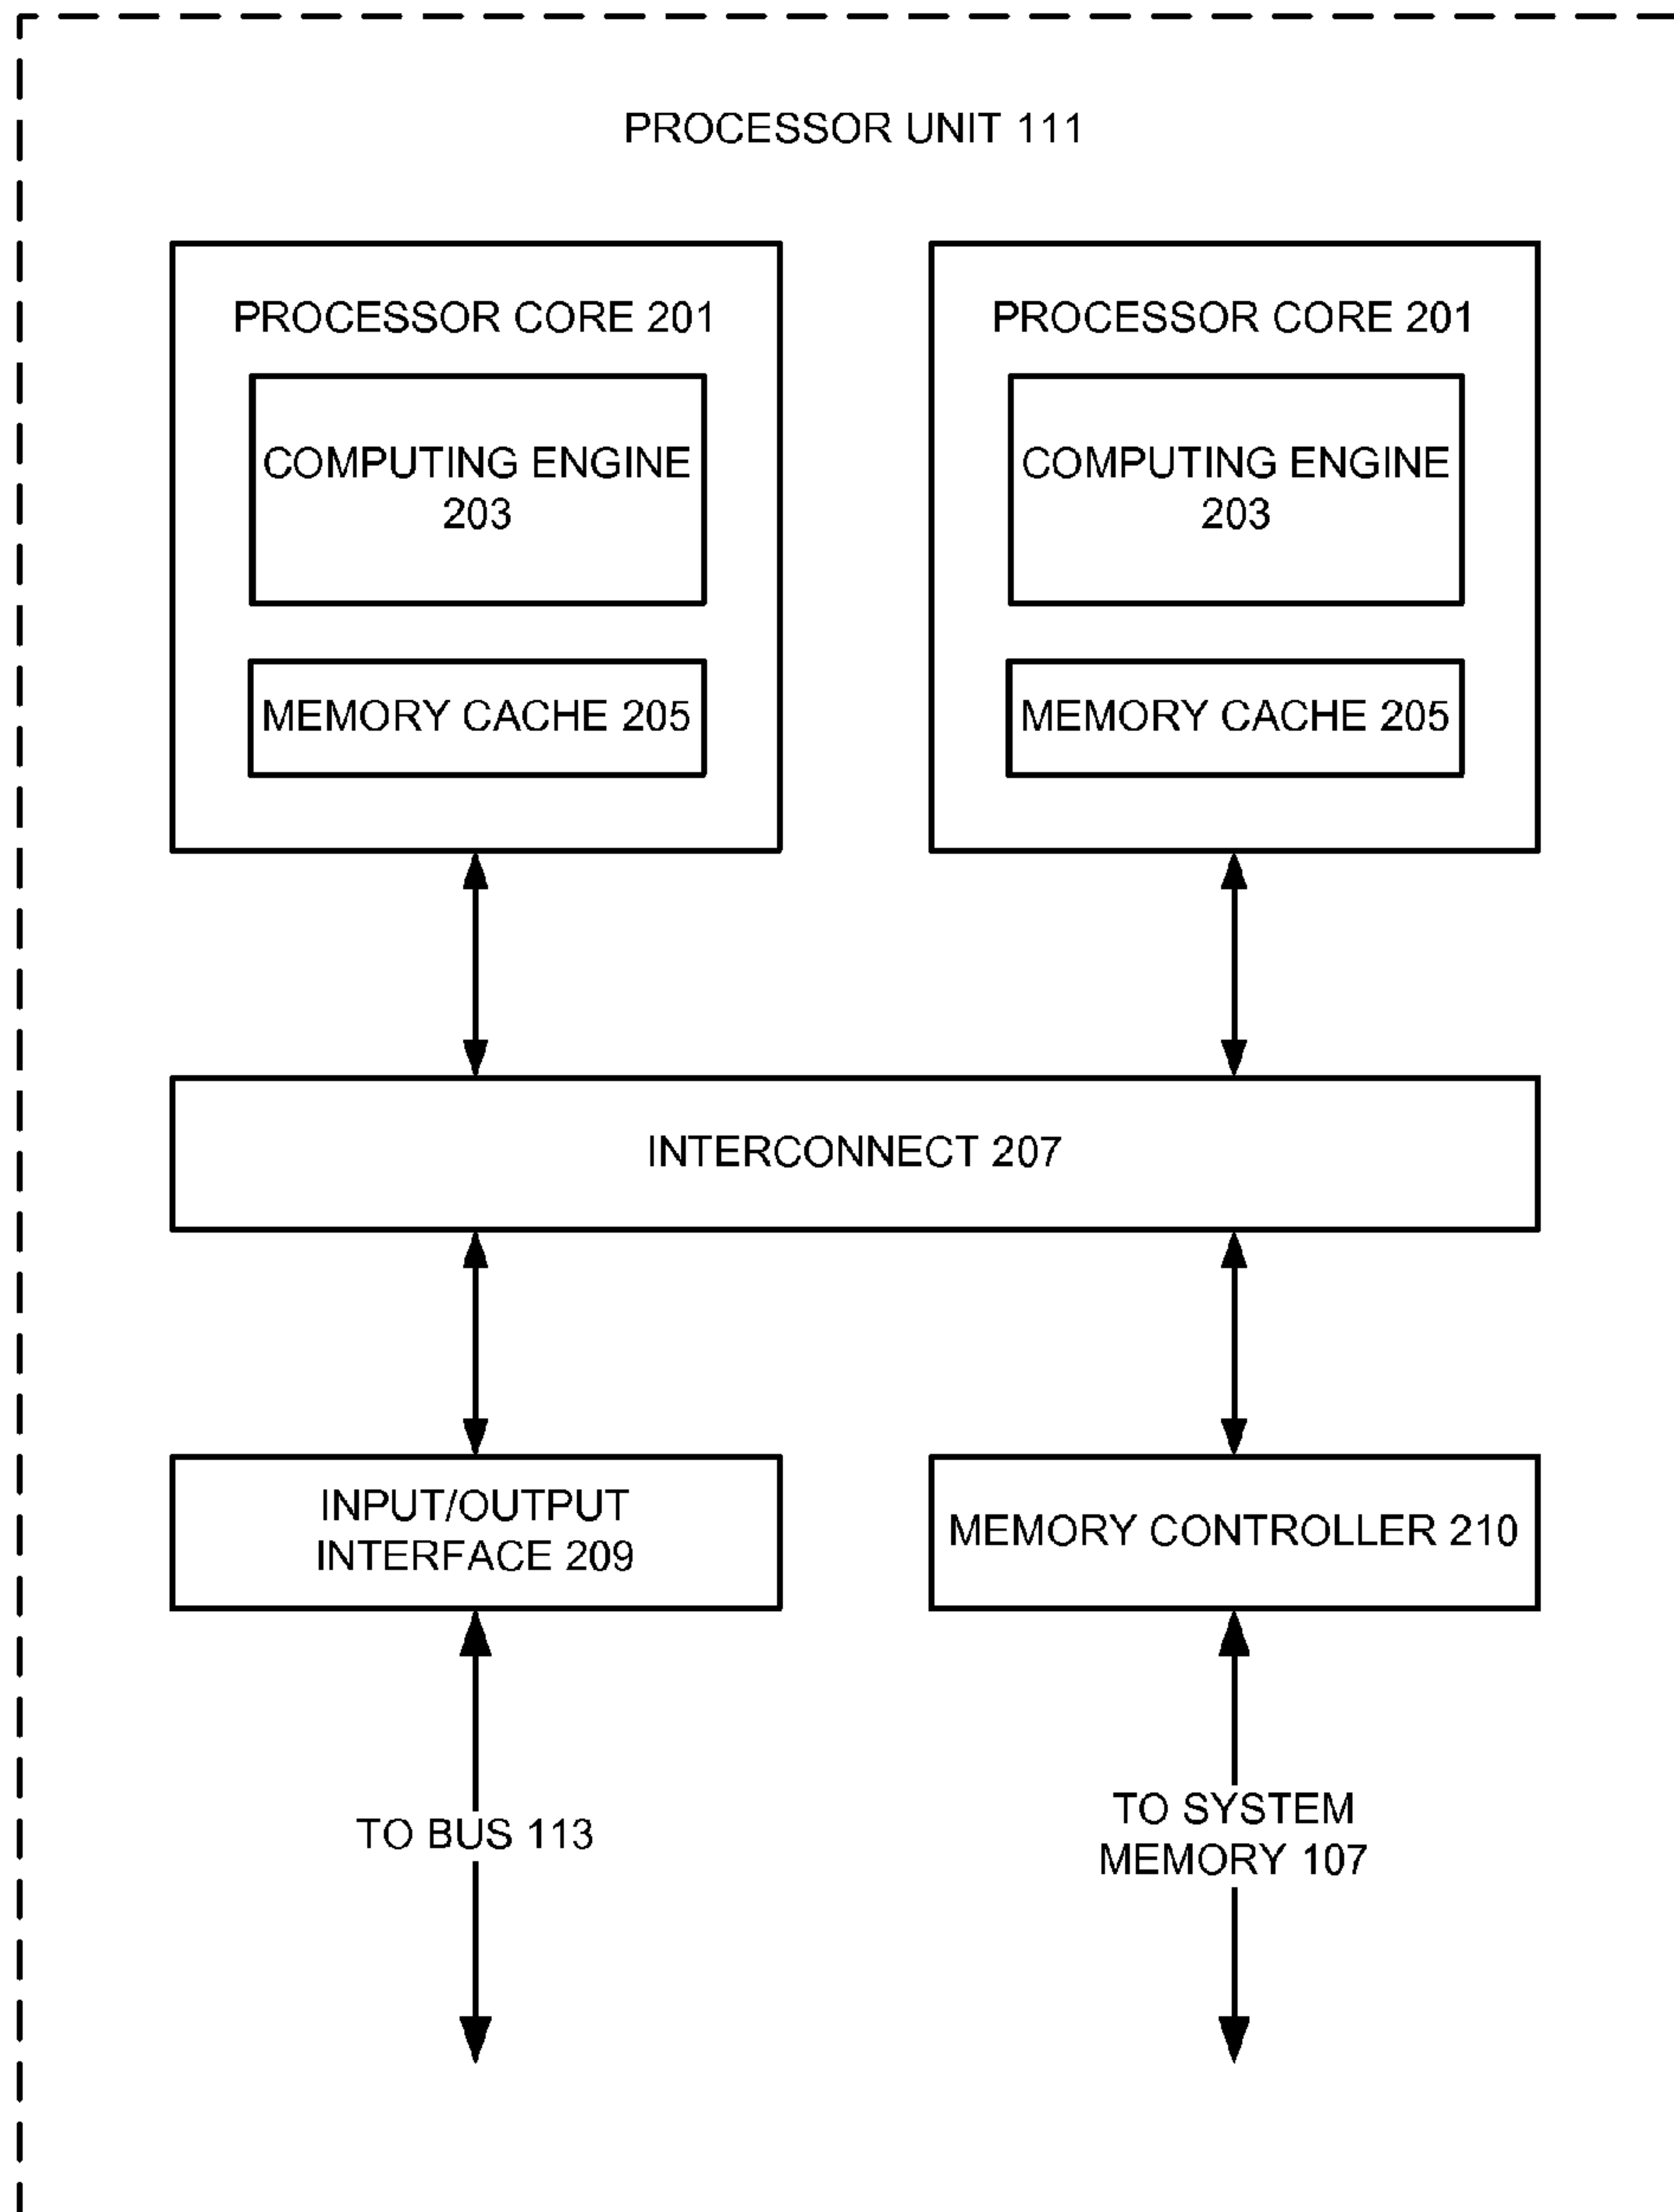 PROCESSOR UNIT 111
PROCESSOR CORE 201
COMPUTING ENGINE
203
MEMORY CACHE 205
PROCESSOR CORE 201
COMPUTING ENGINE
203
MEMORY CACHE 205
INTERCONNECT 207
INPUT/OUTPUT
INTERFACE 209
MEMORY CONTROLLER 210
TO BUS 113
TO SYSTEM
MEMORY 107